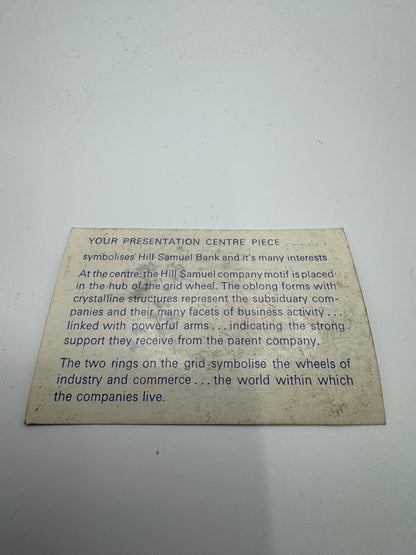 YOUR PRESENTATION CENTRE PIECE ......
symbolises Hill Samuel Bank and it's many interests.
At the centre, the Hill Samuel company motif is placed
in the hub of the grid wheel. The oblong forms with
crystalline structures represent the subsiduary com-
panies and their many facets of business activity ...
linked with powerful arms ... indicating the strong
support they receive from the parent company.
The two rings on the grid symbolise the wheels of
industry and commerce ... the world within which
the companies live.